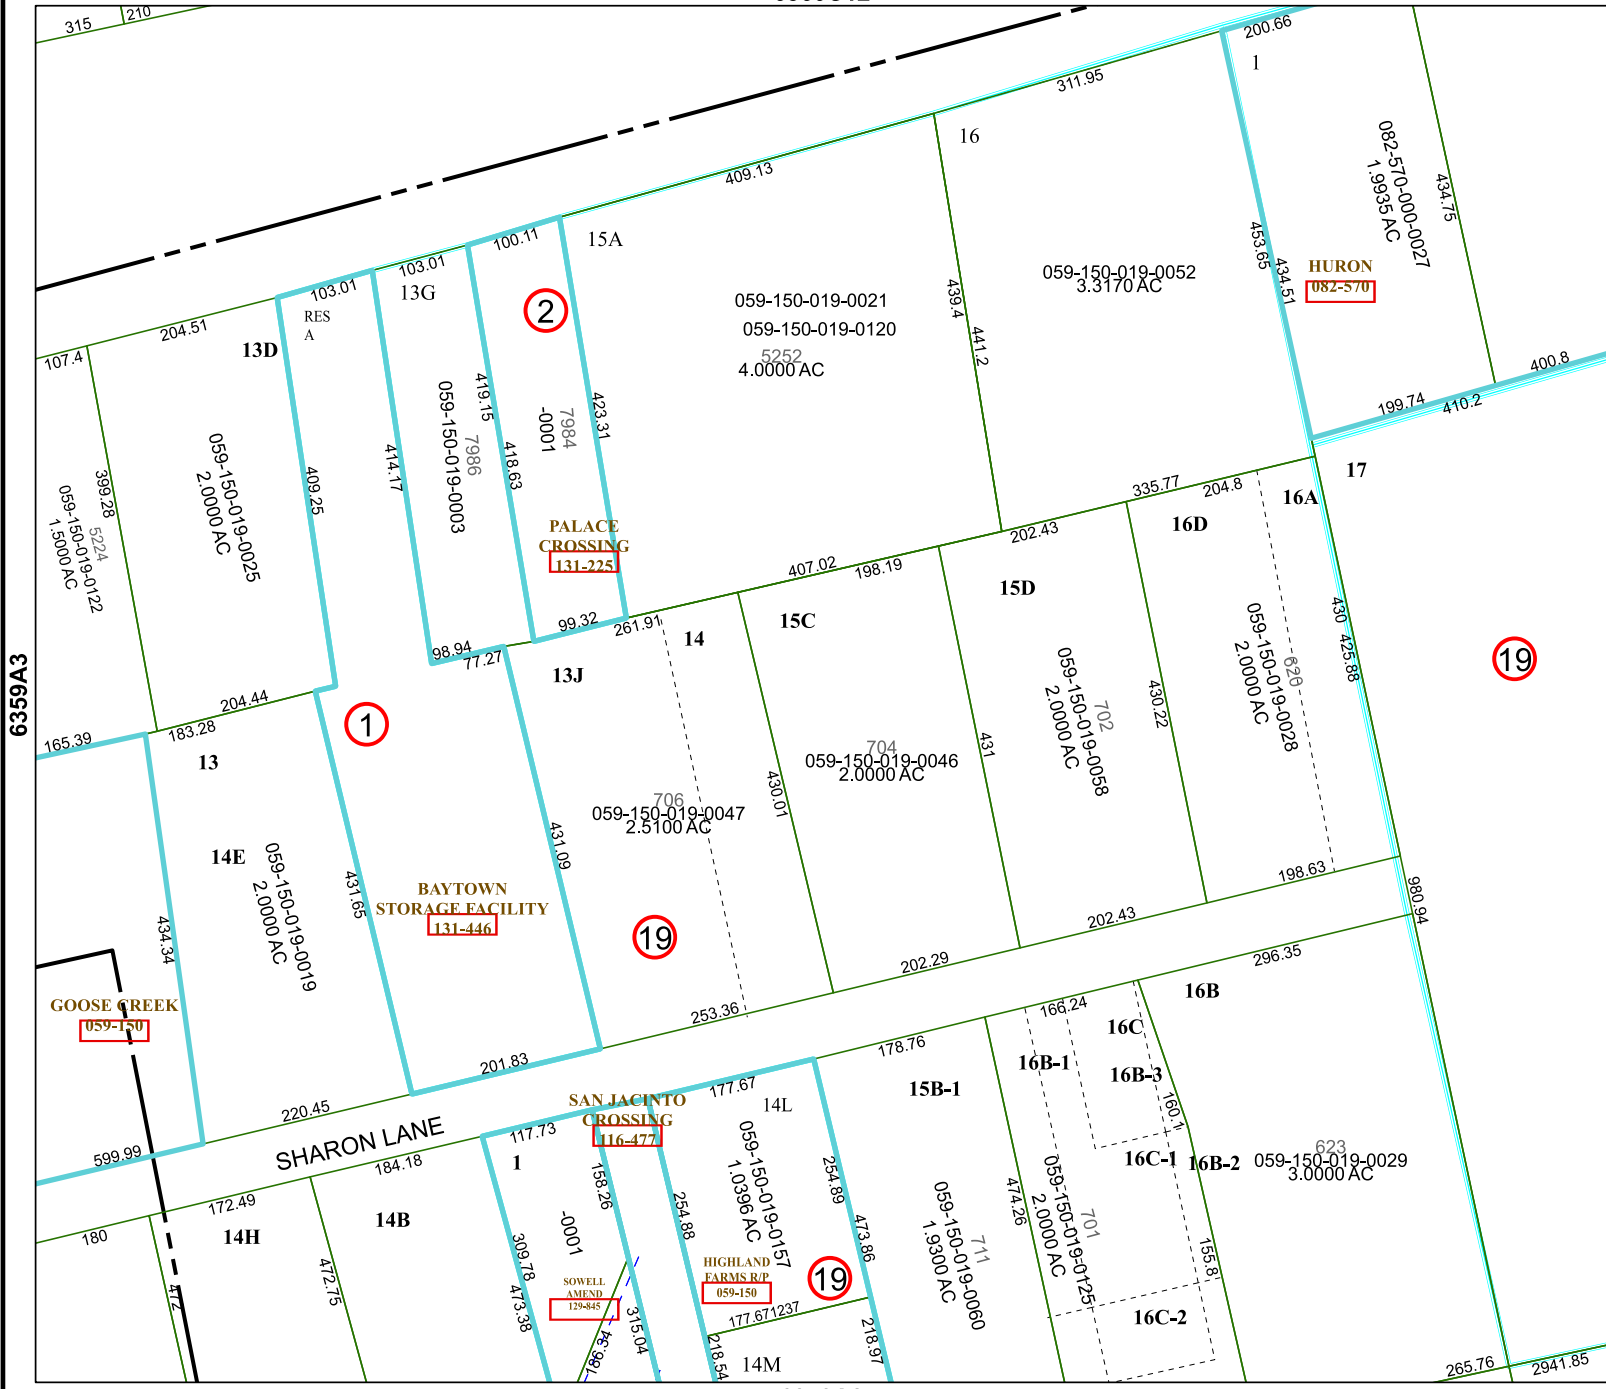 315
210
200.66
1
311.95
16
409.13
434.75
082-570-000-0027
1.9935 AC
100.11
15A
453.65
434.51
HURON
082-570
103.01
13G
103.01
RES
A
2
059-150-019-0052
3.3170 AC
439.4
441.2
059-150-019-0021
059-150-019-0120
5252
4.0000 AC
204.51
13D
107.4
400.8
199.74
410.2
419.15
418.63
7984
-0001
423.31
7986
059-150-019-0003
414.17
409.25
059-150-019-0025
2.0000 AC
399.28
5224
059-150-019-0122
1.5000 AC
17
335.77
204.8
16A
16D
202.43
PALACE
CROSSING
131-225
407.02
198.19
15D
15C
99.32
261.91
14
430
425.88
98.94
77.27
13J
620
059-150-019-0028
2.0000 AC
19
6359A3
204.44
183.28
165.39
1
13
702
059-150-019-0058
2.0000 AC
430.22
431
704
059-150-019-0046
2.0000 AC
430.01
706
059-150-019-0047
2.5100 AC
431.09
14E
059-150-019-0019
2.0000 AC
431.65
BAYTOWN
STORAGE FACILITY
131-446
434.34
19
198.63
980.94
202.43
202.29
296.35
253.36
16B
GOOSE CREEK
059-150
166.24
16C
16B-1
16B-3
178.76
15B-1
201.83
177.67
14L
SAN JACINTO
CROSSING
116-477
160.1
220.45
SHARON LANE
117.73
1
599.99
184.18
16C-1
16B-2
623
059-150-019-0029
3.0000 AC
158.26
254.88
059-150-019-0157
1.0396 AC
254.89
473.86
711
059-150-019-0060
1.9300 AC
474.26
701
059-150-019-0125
2.0000 AC
155.8
172.49
180
14H
14B
472
472.75
309.78
473.38
-0001
SOWELL
AMEND
129-845
HIGHLAND
FARMS R/P
059-150
19
186.34
315.04
177.671237
218.54
218.97
14M
16C-2
265.76
2941.85